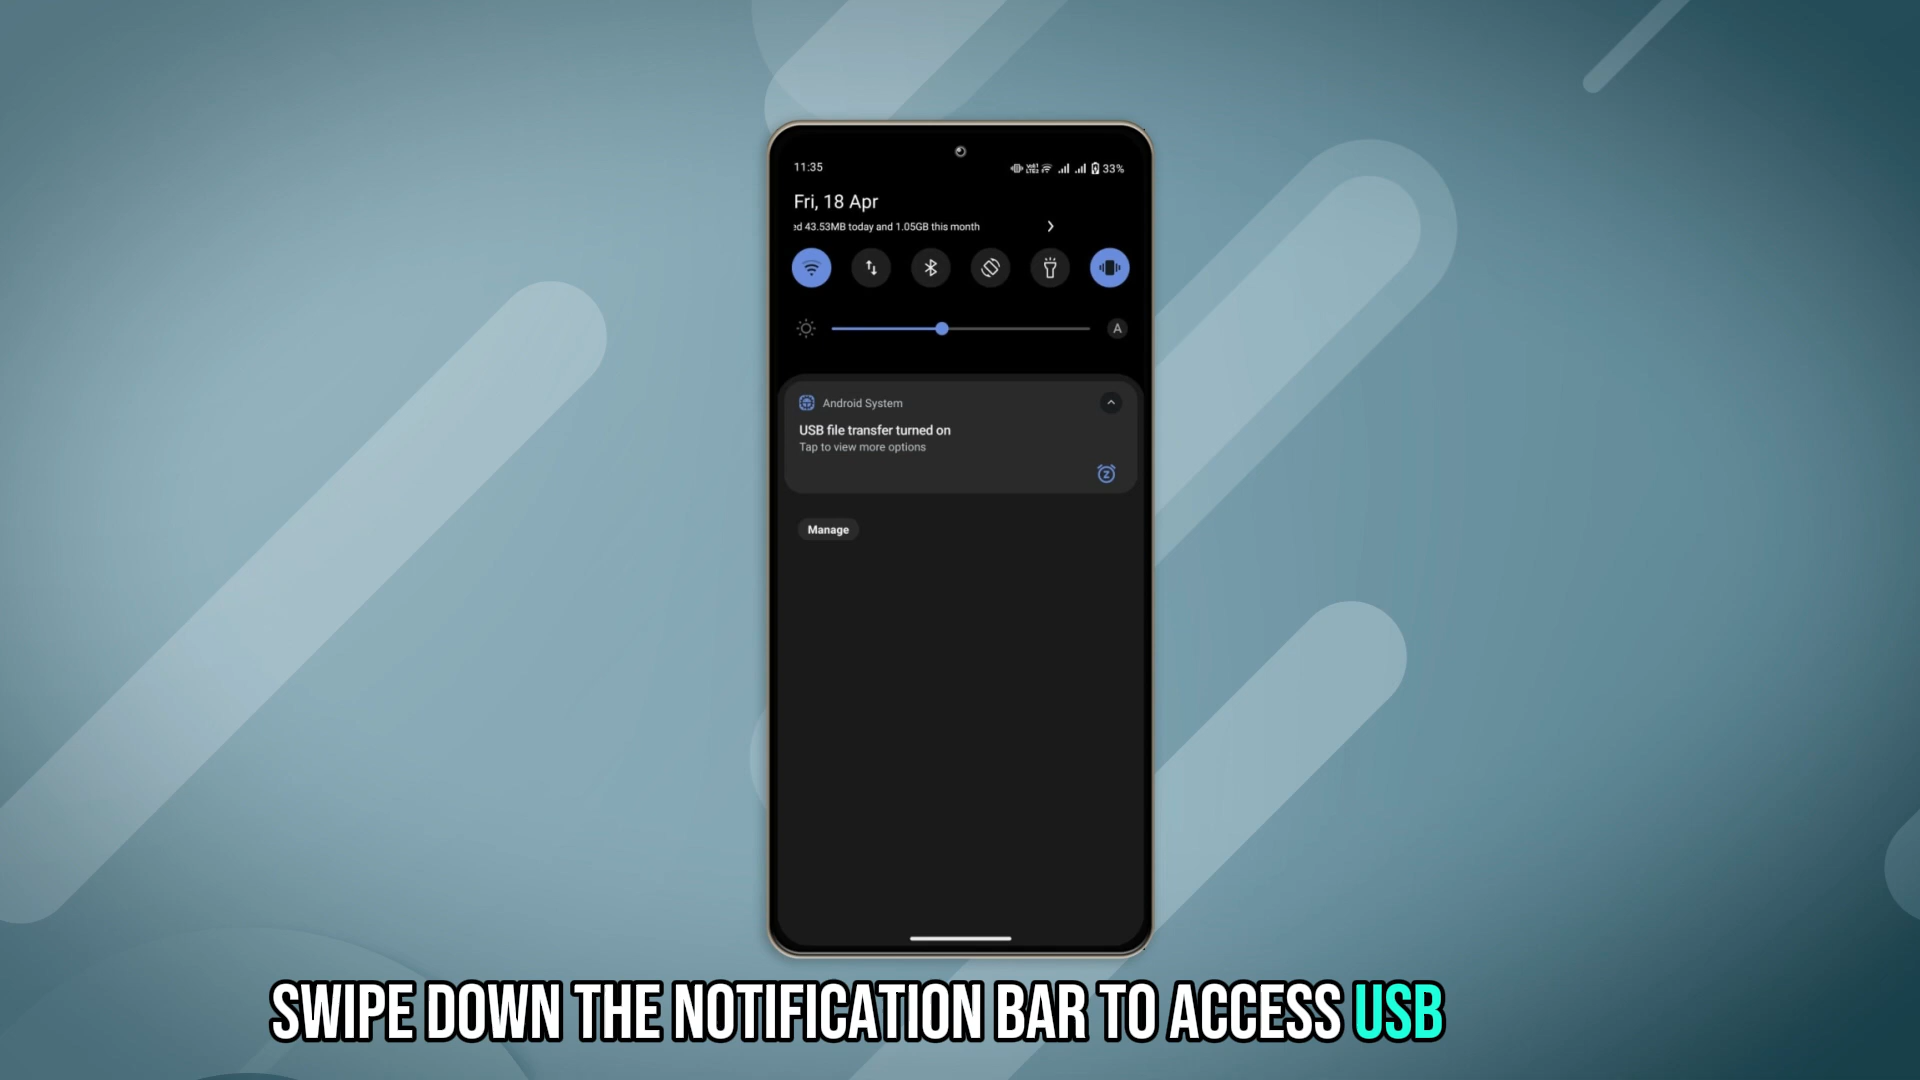 11:35
33%
Fri, 18 Apr
ed 43.53MB today and 1.05GB this month
A
Android System
USB file transfer turned on
Tap to view more options
Z
Manage
SWIPE DOWN THE NOTIFICATION BAR TO ACCESS USB